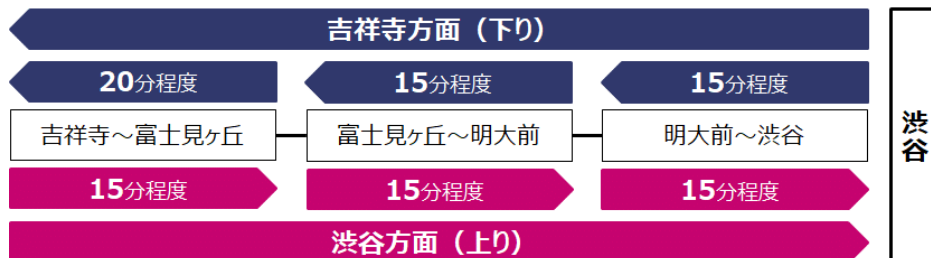 吉祥寺方面（下り）
20分程度
15分程度
15分程度
吉祥寺～富士見ヶ丘
富士見ヶ丘～明大前
明大前～渋谷
渋谷
15分程度
15分程度
15分程度
渋谷方面（上り）